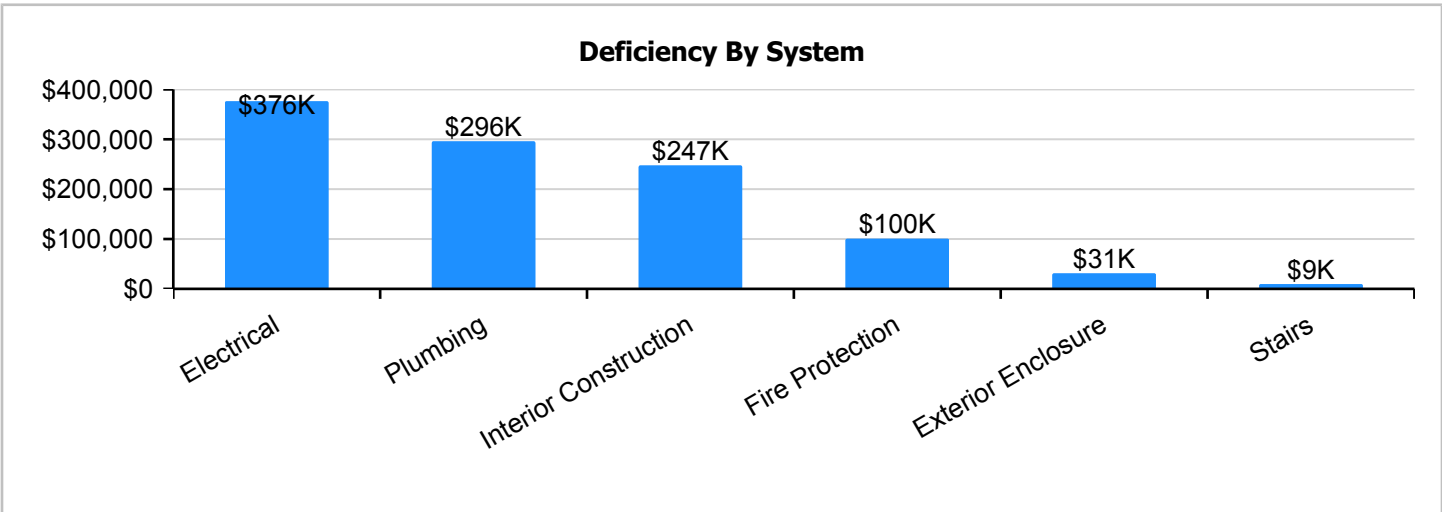 Deficiency By System
$400,000
$300,000
$200,000
$100,000
$0
$376K
$296K
$247K
$100K
$31K
$9K
Electrical
Plumbing
Interior Construction
Fire Protection
Exterior Enclosure
Stairs